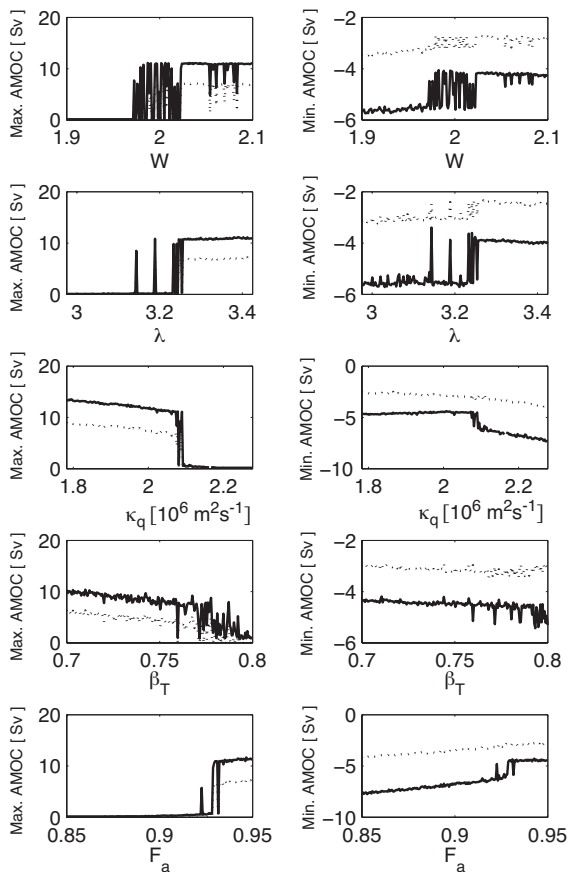 Max. AMOC [ Sv]
20
10
0
1.9 2 2.1
W
Min. AMOC [ Sv]
−2
−4
−6
1.9 2 2.1
W
Max. AMOC [ Sv]
20
10
0
3 3.2 3.4
λ
Min. AMOC [ Sv]
−2
−4
−6
3 3.2 3.4
λ
Max. AMOC [ Sv]
20
10
0
1.8 2 2.2
κq [10⁶ m²s⁻¹]
Min. AMOC [ Sv]
0
−5
−10
1.8 2 2.2
κq [10⁶ m²s⁻¹]
Max. AMOC [ Sv]
20
10
0
0.7 0.75 0.8
βT
Min. AMOC [ Sv]
−2
−4
−6
0.7 0.75 0.8
βT
Max. AMOC [ Sv]
20
10
0
0.85 0.9 0.95
Fa
Min. AMOC [ Sv]
0
−5
−10
0.85 0.9 0.95
Fa